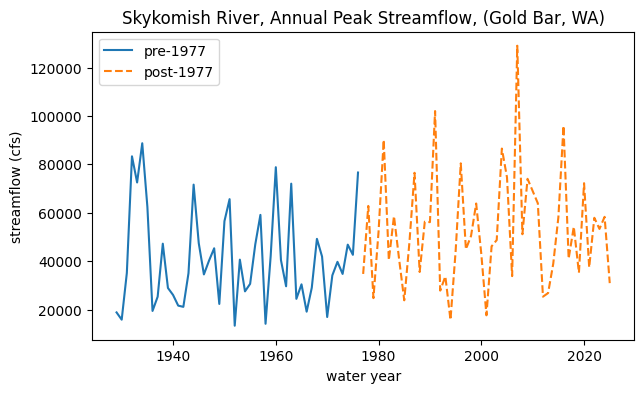 Skykomish River, Annual Peak Streamflow, (Gold Bar, WA)
pre-1977
post-1977
120000
100000
80000
60000
40000
20000
streamflow (cfs)
1940
1960
1980
2000
2020
water year